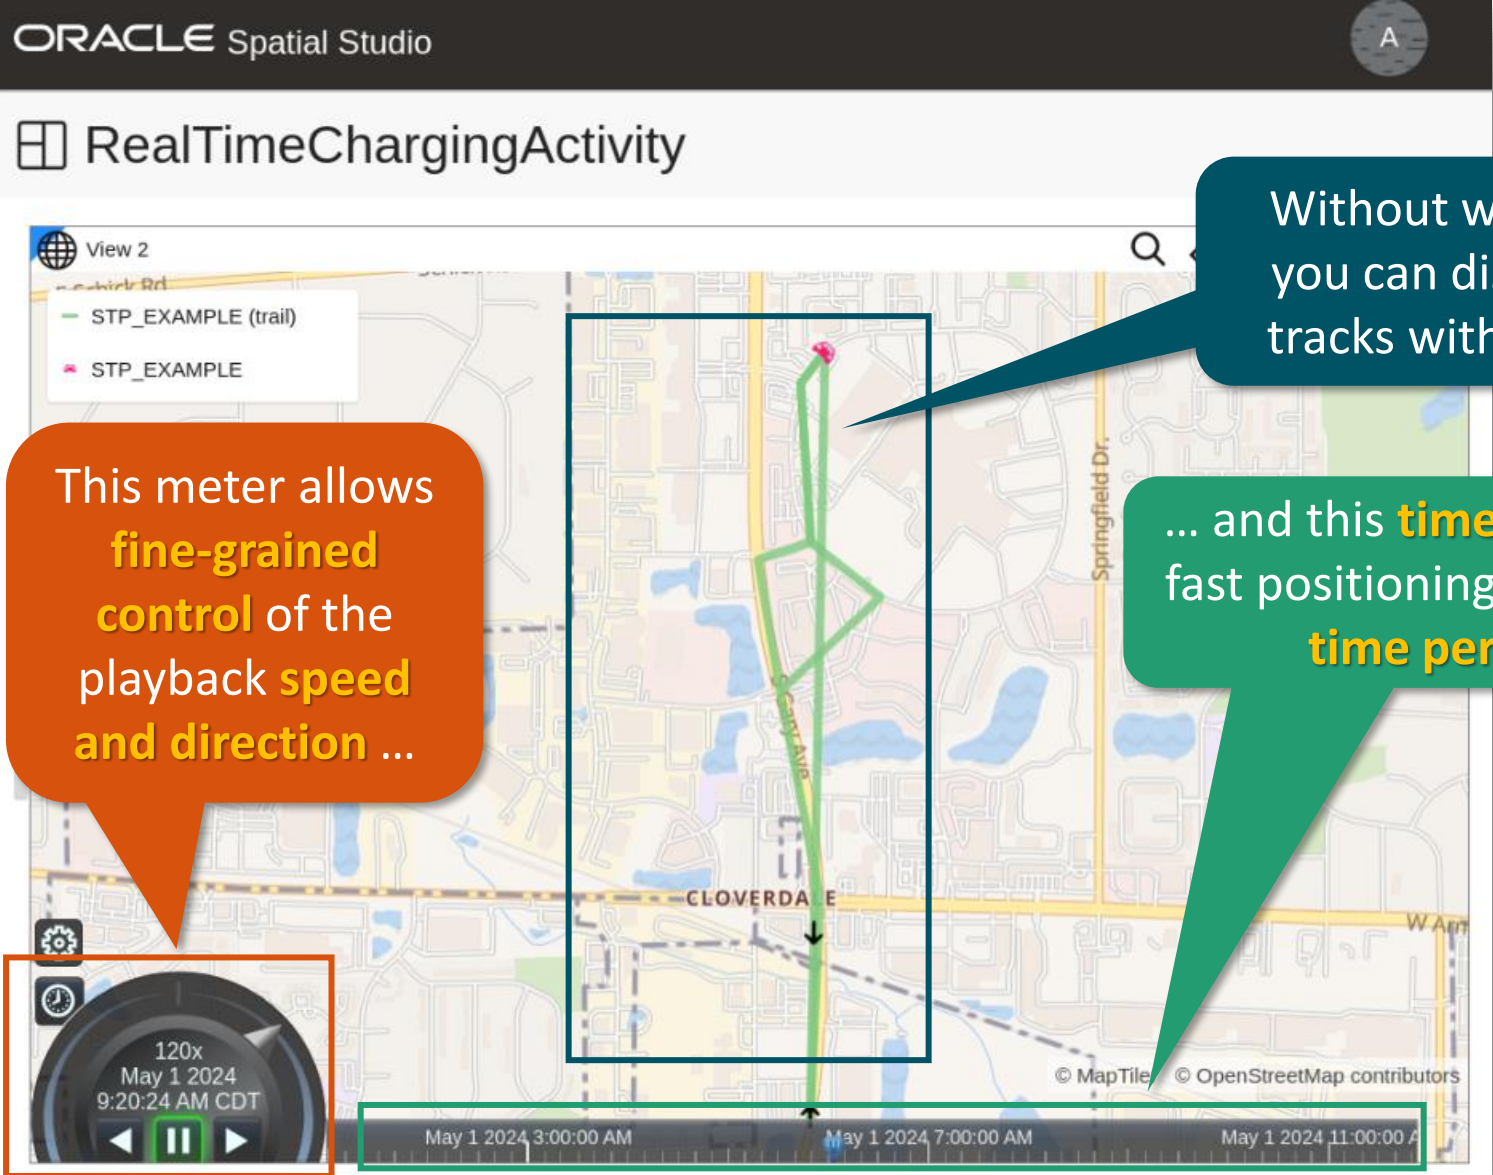 ORACLE Spatial Studio
A
RealTimeChargingActivity
View 2
STP_EXAMPLE (trail)
STP_EXAMPLE
Without
you can
tracks
This meter allows
fine-grained
control of the
playback speed
and direction ...
... and this time
fast positioning
time
Springfield Dr.
S Gary Ave
CLOVERDALE
© MapTiler © OpenStreetMap contributors
120x
May 1 2024
9:20:24 AM CDT
May 1 2024 3:00:00 AM
May 1 2024 7:00:00 AM
May 1 2024 11:00:00